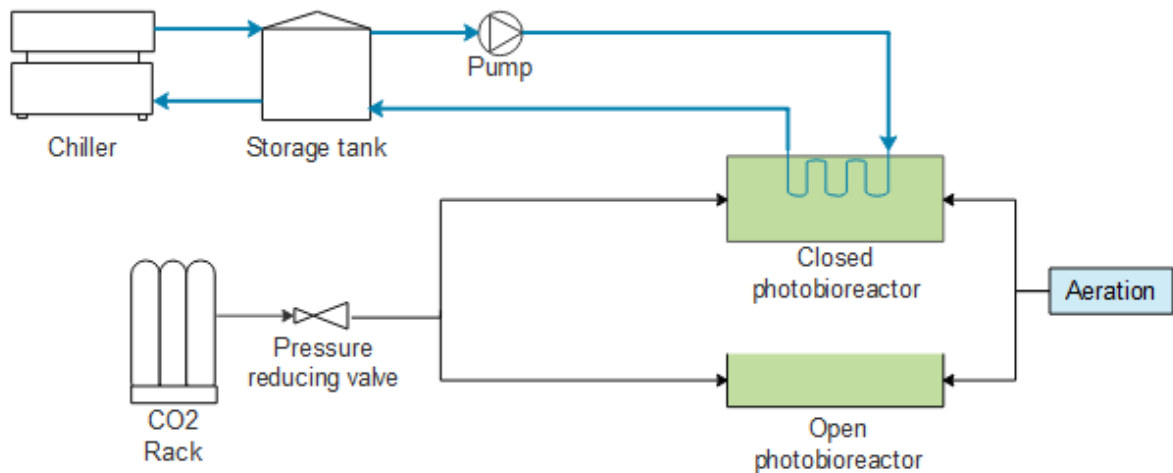 Pump
Chiller
Storage tank
Closed
photobioreactor
Aeration
Pressure
reducing valve
CO2
Rack
Open
photobioreactor